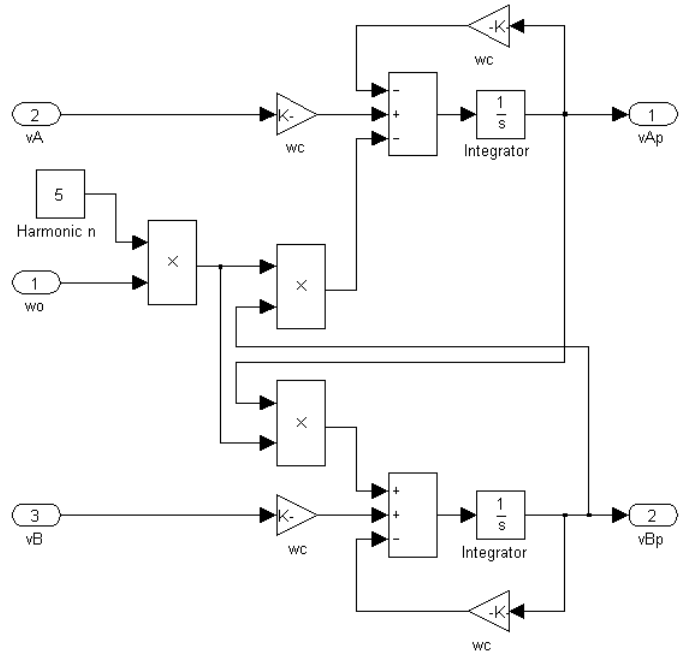 -K-
wc
−
2
+
1
s
1
vA
K-
wc
−
Integrator
vAp
5
Harmonic n
×
×
1
wo
×
+
3
K-
+
1
s
2
vB
wc
−
Integrator
vBp
-K-
wc